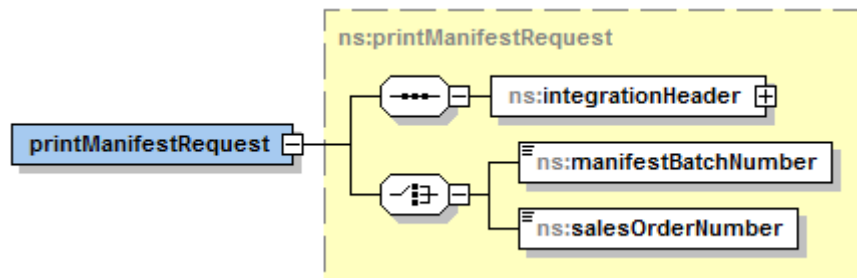 ns:printManifestRequest
ns:integrationHeader
printManifestRequest
ns:manifestBatchNumber
ns:salesOrderNumber